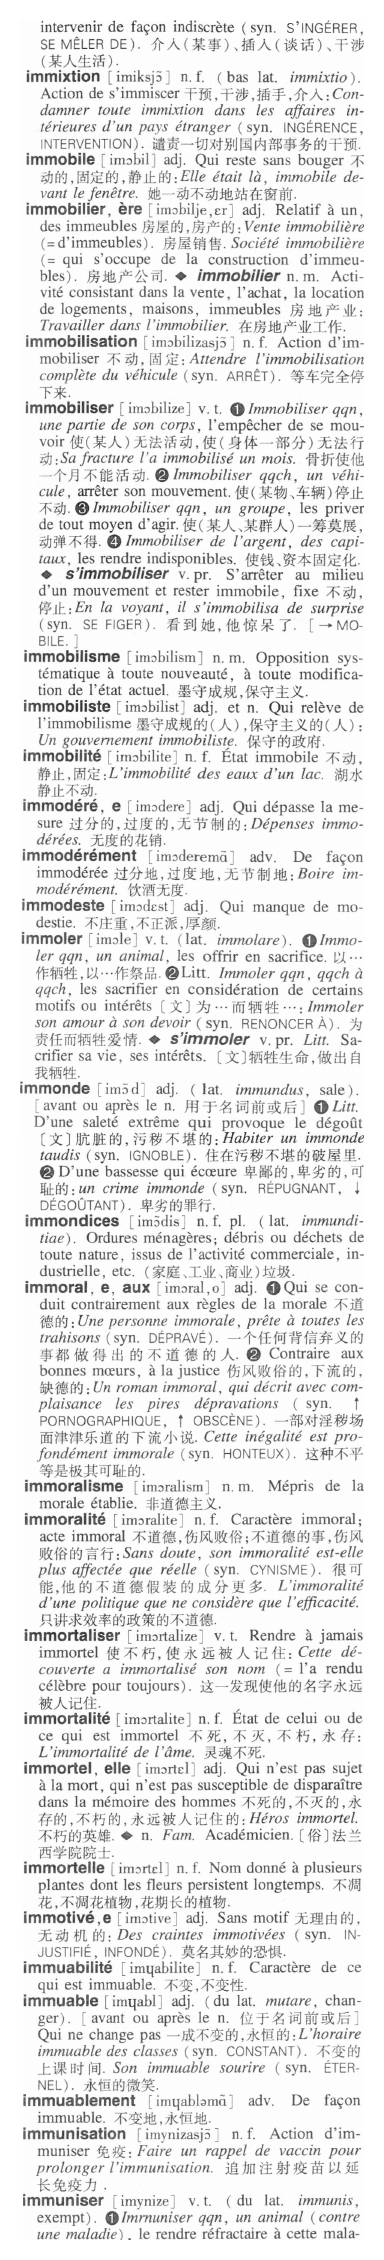 intervenir de façon indiscrète (syn. S'INGÉRER,
SE MÊLER DE). 介入(某事)、插入(谈话)、干涉
(某人生活).
immixtion [imiksjɔ̃] n. f. (bas lat. immixtio).
Action de s'immiscer 干预,干涉,插手,介入:Con-
damner toute immixtion dans les affaires in-
térieures d'un pays étranger (syn. INGÉRENCE,
INTERVENTION). 谴责一切对别国内部事务的干预.
immobile [imɔbil] adj. Qui reste sans bouger 不
动的,固定的,静止的:Elle était là, immobile de-
vant le fenêtre. 她一动不动地站在窗前.
immobilier, ère [imɔbilje,ɛr] adj. Relatif à un,
des immeubles 房屋的,房产的:Vente immobilière
(=d'immeubles). 房屋销售. Société immobilière
(= qui s'occupe de la construction d'immeu-
bles). 房地产公司. ◆ immobilier n. m. Acti-
vité consistant dans la vente, l'achat, la location
de logements, maisons, immeubles 房地产业:
Travailler dans l'immobilier. 在房地产业工作.
immobilisation [imɔbilizasjɔ̃] n. f. Action d'im-
mobiliser 不动,固定:Attendre l'immobilisation
complète du véhicule (syn. ARRÊT). 等车完全停
下来.
immobiliser [imɔbilize] v. t. ❶ Immobiliser qqn,
une partie de son corps, l'empêcher de se mou-
voir 使(某人)无法活动,使(身体一部分)无法行
动:Sa fracture l'a immobilisé un mois. 骨折使他
一个月不能活动. ❷ Immobiliser qqch, un véhi-
cule, arrêter son mouvement. 使(某物、车辆)停止
不动. ❸ Immobiliser qqn, un groupe, les priver
de tout moyen d'agir. 使(某人、某群人)一筹莫展,
动弹不得. ❹ Immobiliser de l'argent, des capi-
taux, les rendre indisponibles. 使钱、资本固定化.
◆ s'immobiliser v. pr. S'arrêter au milieu
d'un mouvement et rester immobile, fixe 不动,
停止:En la voyant, il s'immobilisa de surprise
(syn. SE FIGER). 看到她,他惊呆了. [→MO-
BILE.]
immobilisme [imɔbilism] n. m. Opposition sys-
tématique à toute nouveauté, à toute modifica-
tion de l'état actuel. 墨守成规,保守主义.
immobiliste [imɔbilist] adj. et n. Qui relève de
l'immobilisme 墨守成规的(人),保守主义的(人):
Un gouvernement immobiliste. 保守的政府.
immobilité [imɔbilite] n. f. État immobile 不动,
静止,固定:L'immobilité des eaux d'un lac. 湖水
静止不动.
immodéré, e [imɔdere] adj. Qui dépasse la me-
sure 过分的,过度的,无节制的:Dépenses immo-
dérées. 无度的花销.
immodérément [imɔderemɑ̃] adv. De façon
immodérée 过分地,过度地,无节制地:Boire im-
modérément. 饮酒无度.
immodeste [imɔdɛst] adj. Qui manque de mo-
destie. 不庄重,不正派,厚颜.
immoler [imɔle] v. t. (lat. immolare). ❶ Immo-
ler qqn, un animal, les offrir en sacrifice. 以…
作牺牲,以…作祭品. ❷ Litt. Immoler qqn, qqch à
qqch, les sacrifier en considération de certains
motifs ou intérêts [文]为…而牺牲…:Immoler
son amour à son devoir (syn. RENONCER À). 为
责任而牺牲爱情. ◆ s'immoler v. pr. Litt. Sa-
crifier sa vie, ses intérêts. [文]牺牲生命,做出自
我牺牲.
immonde [imɔ̃d] adj. (lat. immundus, sale).
[avant ou après le n. 用于名词前或后] ❶ Litt.
D'une saleté extrême qui provoque le dégoût
[文]肮脏的,污秽不堪的:Habiter un immonde
taudis (syn. IGNOBLE). 住在污秽不堪的破屋里.
❷ D'une bassesse qui écœure 卑鄙的,卑劣的,可
耻的:un crime immonde (syn. RÉPUGNANT, ↓
DÉGOÛTANT). 卑劣的罪行.
immondices [imɔ̃dis] n. f. pl. (lat. immundi-
tiae). Ordures ménagères; débris ou déchets de
toute nature, issus de l'activité commerciale, in-
dustrielle, etc. (家庭、工业、商业)垃圾.
immoral, e, aux [imɔral,o] adj. ❶ Qui se con-
duit contrairement aux règles de la morale 不道
德的:Une personne immorale, prête à toutes les
trahisons (syn. DÉPRAVÉ). 一个任何背信弃义的
事都做得出的不道德的人. ❷ Contraire aux
bonnes mœurs, à la justice 伤风败俗的,下流的,
缺德的:Un roman immoral, qui décrit avec com-
plaisance les pires dépravations (syn. ↑
PORNOGRAPHIQUE, ↑ OBSCÈNE). 一部对淫秽场
面津津乐道的下流小说. Cette inégalité est pro-
fondément immorale (syn. HONTEUX). 这种不平
等是极其可耻的.
immoralisme [imɔralism] n. m. Mépris de la
morale établie. 非道德主义.
immoralité [imɔralite] n. f. Caractère immoral;
acte immoral 不道德,伤风败俗;不道德的事,伤风
败俗的言行:Sans doute, son immoralité est-elle
plus affectée que réelle (syn. CYNISME). 很可
能,他的不道德假装的成分更多. L'immoralité
d'une politique que ne considère que l'efficacité.
只讲求效率的政策的不道德.
immortaliser [imɔrtalize] v. t. Rendre à jamais
immortel 使不朽,使永远被人记住: Cette dé-
couverte a immortalisé son nom (= l'a rendu
célèbre pour toujours). 这一发现使他的名字永远
被人记住.
immortalité [imɔrtalite] n. f. État de celui ou de
ce qui est immortel 不死,不灭,不朽,永存:
L'immortalité de l'âme. 灵魂不死.
immortel, elle [imɔrtɛl] adj. Qui n'est pas sujet
à la mort, qui n'est pas susceptible de disparaître
dans la mémoire des hommes 不死的,不灭的,永
存的,不朽的,永远被人记住的:Héros immortel.
不朽的英雄. ◆ n. Fam. Académicien. [俗]法兰
西学院院士.
immortelle [imɔrtɛl] n. f. Nom donné à plusieurs
plantes dont les fleurs persistent longtemps. 不凋
花,不凋花植物,花期长的植物.
immotivé, e [imɔtive] adj. Sans motif 无理由的,
无动机的: Des craintes immotivées (syn. IN-
JUSTIFIÉ, INFONDÉ). 莫名其妙的恐惧.
immuabilité [imɥabilite] n. f. Caractère de ce
qui est immuable. 不变,不变性.
immuable [imɥabl] adj. (du lat. mutare, chan-
ger). [avant ou après le n. 位于名词前或后]
Qui ne change pas 一成不变的,永恒的:L'horaire
immuable des classes (syn. CONSTANT). 不变的
上课时间. Son immuable sourire (syn. ÉTER-
NEL). 永恒的微笑.
immuablement [imɥabləmɑ̃] adv. De façon
immuable. 不变地,永恒地.
immunisation [imynizasjɔ̃] n. f. Action d'im-
muniser 免疫: Faire un rappel de vaccin pour
prolonger l'immunisation. 追加注射疫苗以延
长免疫力.
immuniser [imynize] v. t. (du lat. immunis,
exempt). ❶ Immuniser qqn, un animal (contre
une maladie), le rendre réfractaire à cette mala-